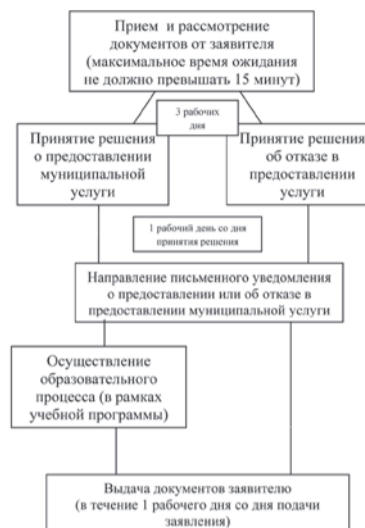 Прием и рассмотрение
документов от заявителя
(максимальное время ожидания
не должно превышать 15 минут)
3 рабочих
дня
Принятие решения
о предоставлении
муниципальной
услуги
Принятие решения
об отказе в
предоставлении
услуги
1 рабочий день со дня
принятия решения
Направление письменного уведомления
о предоставлении или об отказе в
предоставлении муниципальной услуги
Осуществление
образовательного
процесса (в рамках
учебной программы)
Выдача документов заявителю
(в течение 1 рабочего дня со дня подачи
заявления)